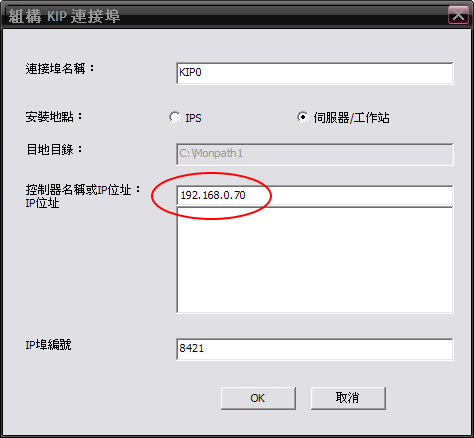 組構 KIP 連接埠
連接埠名稱：
KIP0
安裝地點：
IPS
伺服器/工作站
目地目錄：
C:\Monpath1
控制器名稱或IP位址：
IP位址
192.168.0.70
IP埠編號
8421
OK
取消